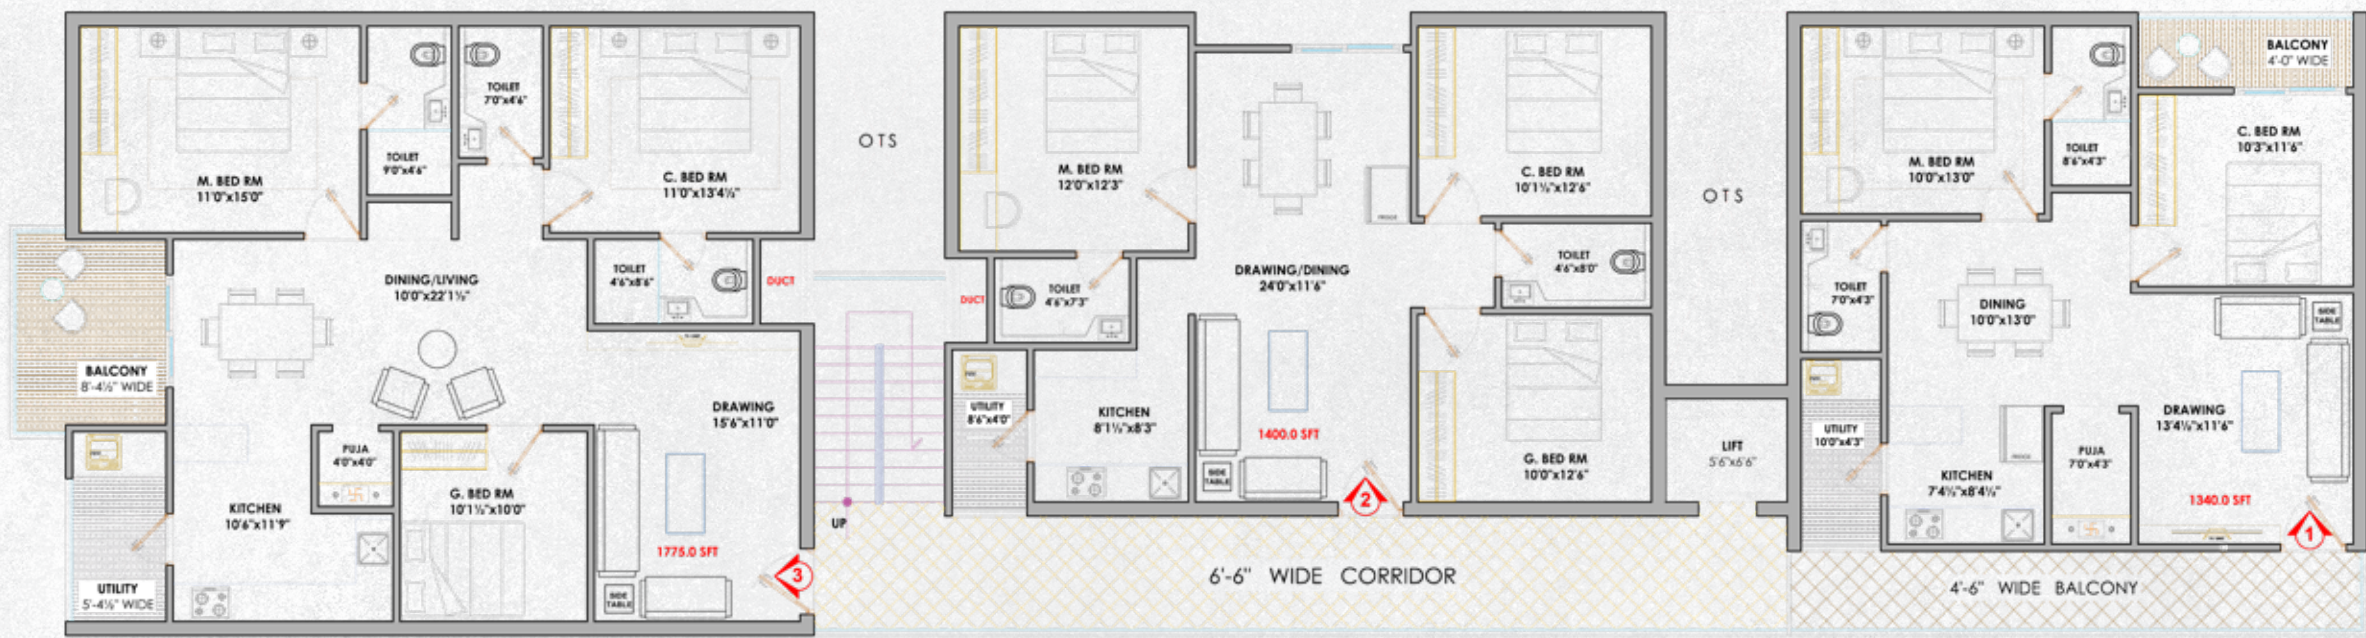 M. BED RM
11'0"x15'0"
TOILET
9'0"x4'6"
TOILET
7'0"x4'6"
C. BED RM
11'0"x13'4½"
TOILET
4'6"x8'6"
DUCT
DINING/LIVING
10'0"x22'1½"
BALCONY
8'-4½" WIDE
PUJA
4'0"x4'0"
KITCHEN
10'6"x11'9"
UTILITY
5'-4½" WIDE
G. BED RM
10'1½"x10'0"
DRAWING
15'6"x11'0"
1775.0 SFT
SIDE
TABLE
3
OTS
UP
DUCT
M. BED RM
12'0"x12'3"
TOILET
4'6"x7'3"
UTILITY
8'6"x4'0"
KITCHEN
8'1½"x8'3"
DRAWING/DINING
24'0"x11'6"
FRIDGE
1400.0 SFT
SIDE
TABLE
2
C. BED RM
10'1½"x12'6"
TOILET
4'6"x8'0"
G. BED RM
10'0"x12'6"
OTS
LIFT
5'6"x6'6"
6'-6" WIDE CORRIDOR
M. BED RM
10'0"x13'0"
TOILET
8'6"x4'3"
BALCONY
4'-0" WIDE
C. BED RM
10'3"x11'6"
TOILET
7'0"x4'3"
DINING
10'0"x13'0"
SIDE
TABLE
UTILITY
10'0"x4'3"
KITCHEN
7'4½"x8'4½"
FRIDGE
PUJA
7'0"x4'3"
DRAWING
13'4½"x11'6"
1340.0 SFT
1
4'-6" WIDE BALCONY